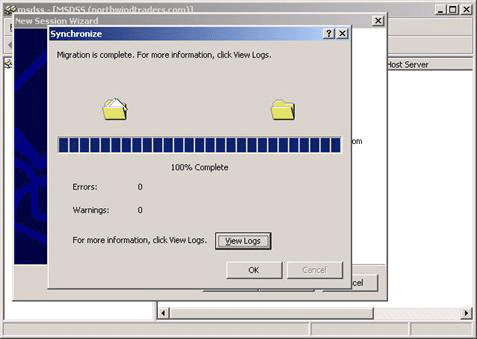 msdss - [MSDSS (northwindtraders.com)]
New Session Wizard
Synchronize
Migration is complete. For more information, click View Logs.
Host Server
om
100% Complete
Errors: 0
Warnings: 0
For more information, click View Logs. View Logs
OK Cancel
cel